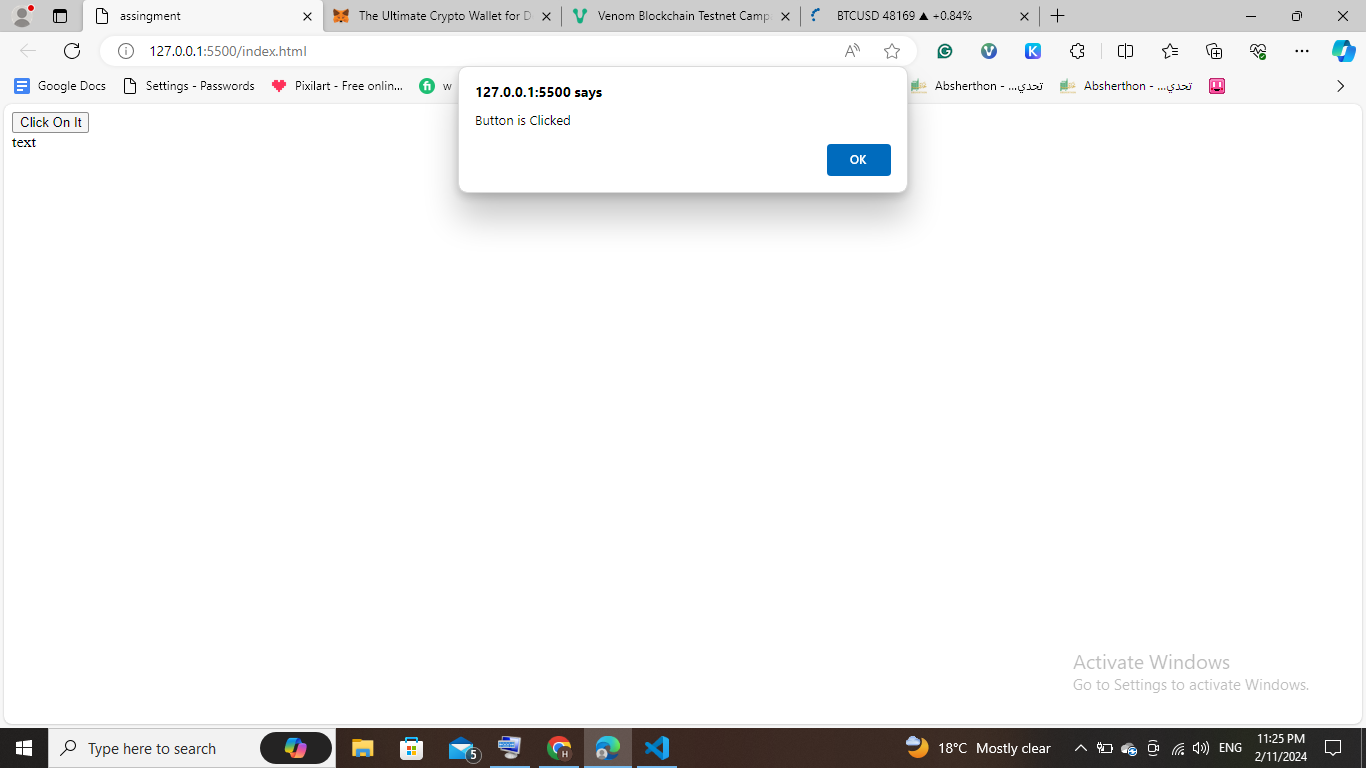 assingment
The Ultimate Crypto Wallet for D
Venom Blockchain Testnet Camp
BTCUSD 48169 ▲ +0.84%
127.0.0.1:5500/index.html
Google Docs
Settings - Passwords
Pixilart - Free onlin...
w
Absherthon - ...تحدي
Absherthon - ...تحدي
127.0.0.1:5500 says
Button is Clicked
OK
Click On It
text
Activate Windows
Go to Settings to activate Windows.
Type here to search
5
H
18°C Mostly clear
ENG
11:25 PM
2/11/2024